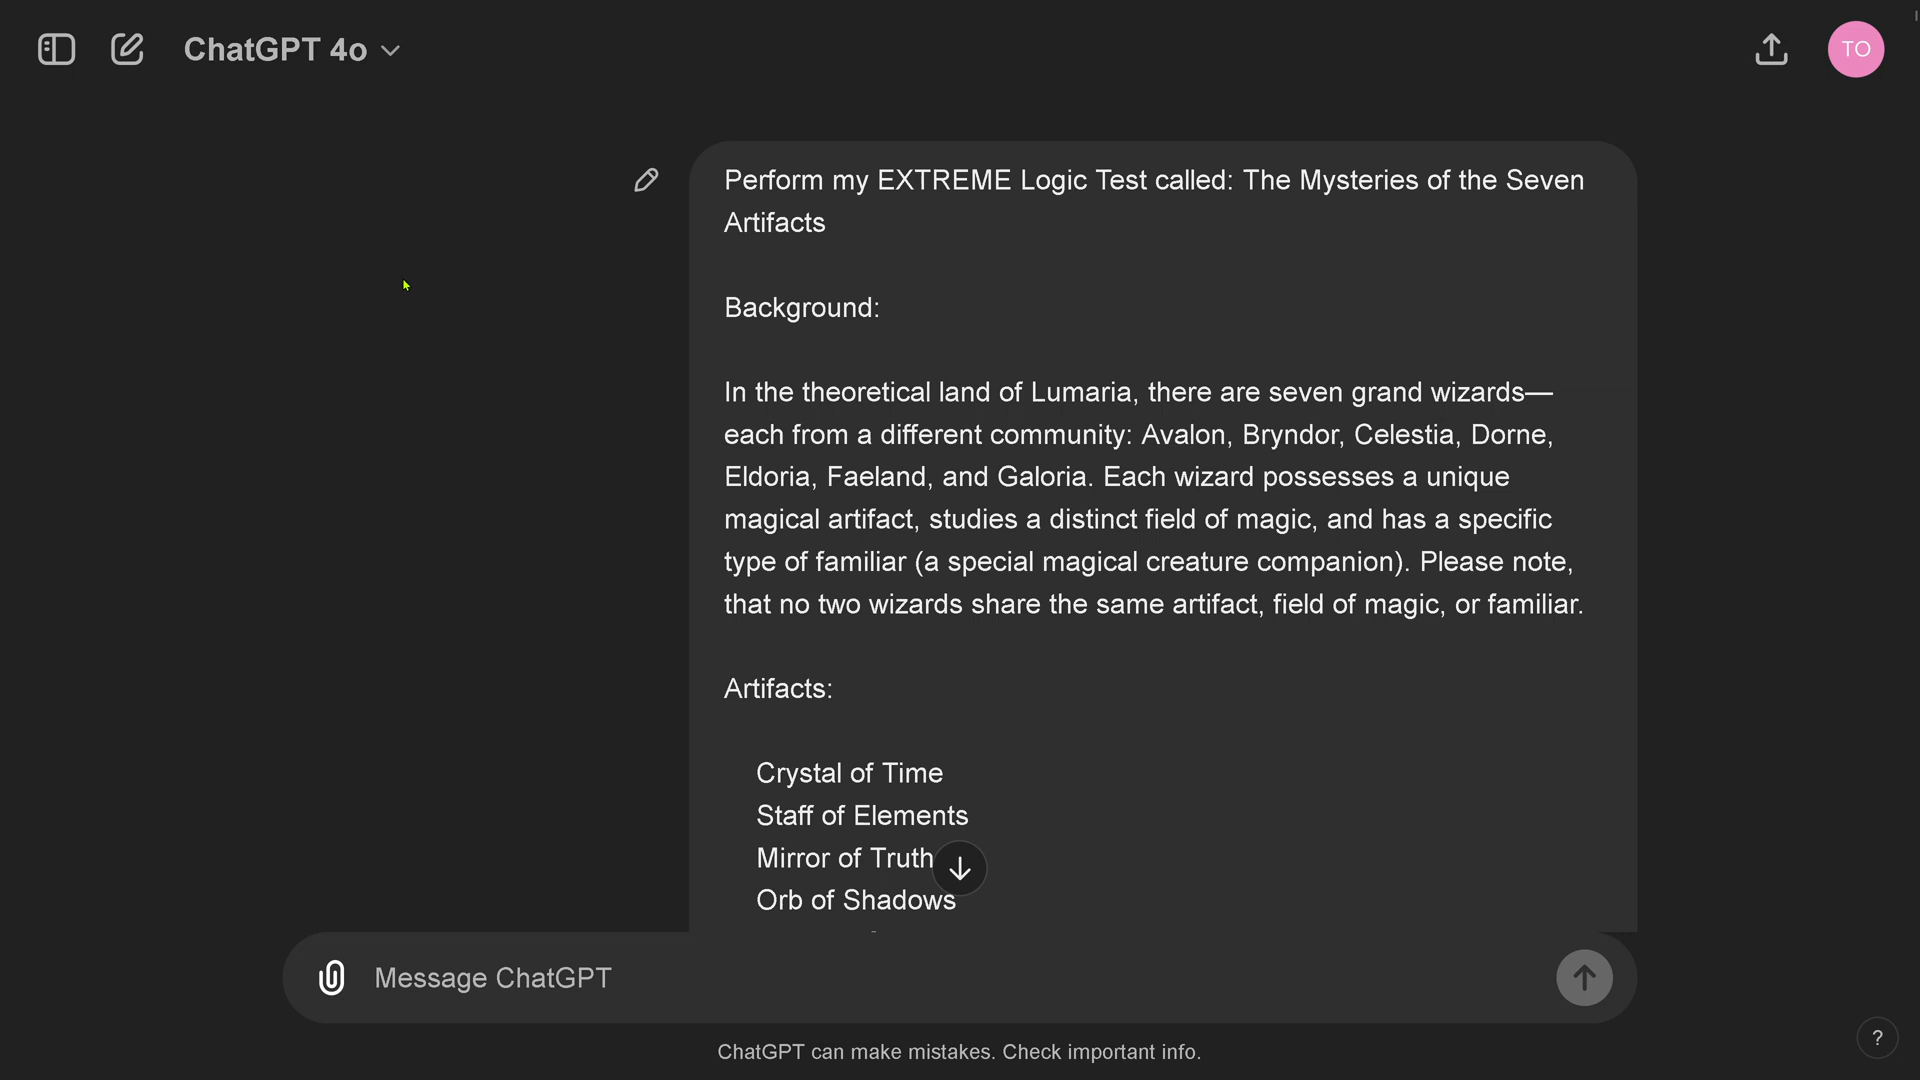 ChatGPT 4o
TO
Perform my EXTREME Logic Test called: The Mysteries of the Seven
Artifacts
Background:
In the theoretical land of Lumaria, there are seven grand wizards—
each from a different community: Avalon, Bryndor, Celestia, Dorne,
Eldoria, Faeland, and Galoria. Each wizard possesses a unique
magical artifact, studies a distinct field of magic, and has a specific
type of familiar (a special magical creature companion). Please note,
that no two wizards share the same artifact, field of magic, or familiar.
Artifacts:
Crystal of Time
Staff of Elements
Mirror of Truth
Orb of Shadows
Message ChatGPT
ChatGPT can make mistakes. Check important info.
?